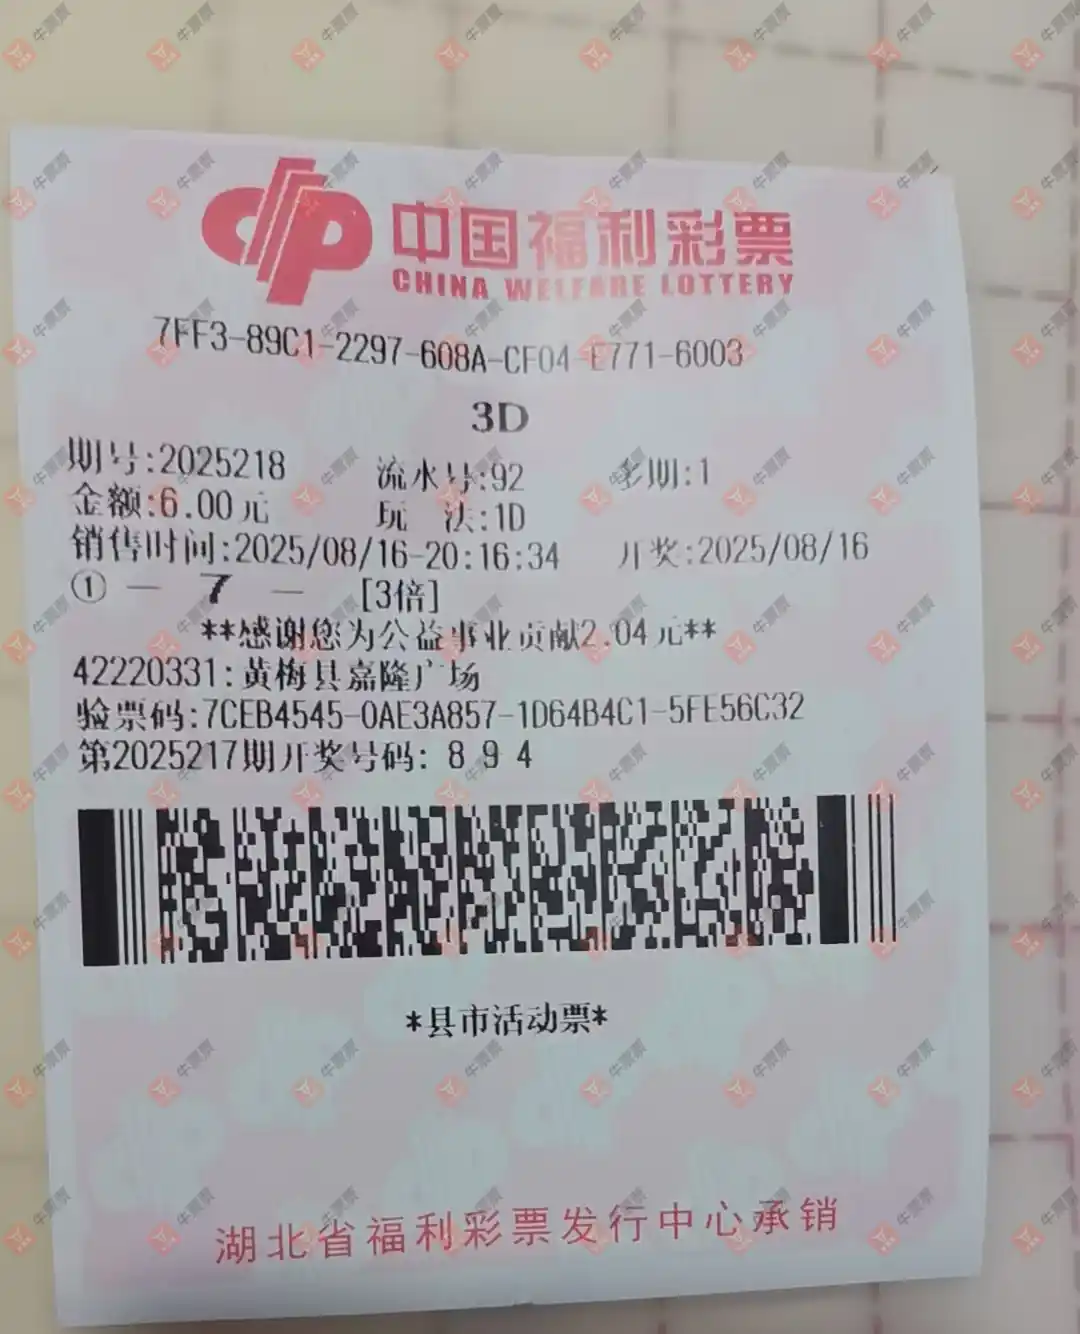 中国福利彩票
CHINA WELFARE LOTTERY
7FF3-89C1-2297-608A-CF04-E771-6003
3D
期号:2025218 流水号:92 多期:1
金额:6.00元 玩 法:1D
销售时间:2025/08/16-20:16:34 开奖:2025/08/16
① — 7 — [3倍]
**感谢您为公益事业贡献2.04元**
42220331:黄梅县嘉隆广场
验票码:7CEB4545-0AE3A857-1D64B4C1-5FE56C32
第2025217期开奖号码: 8 9 4
*县市活动票*
湖北省福利彩票发行中心承销